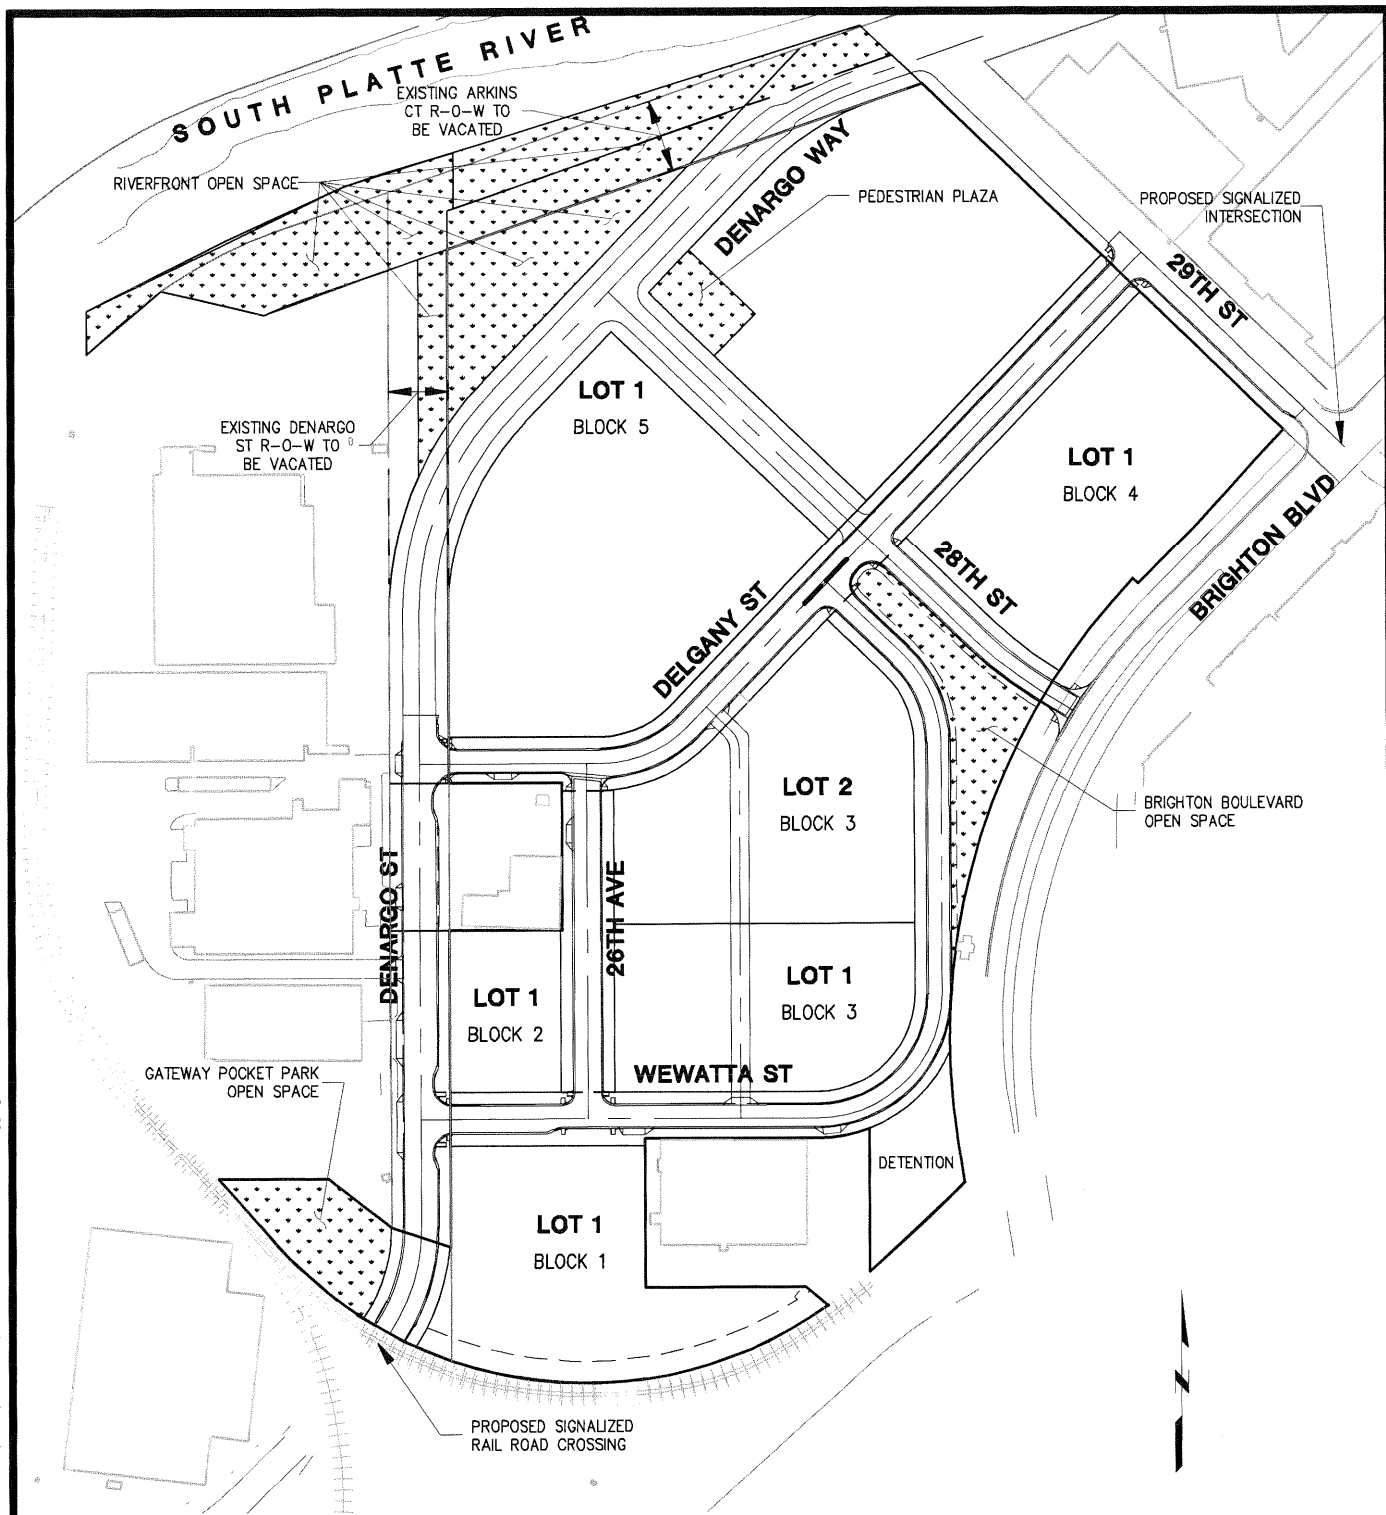 SOUTH PLATTE RIVER
EXISTING ARKINS
CT R-O-W TO
BE VACATED
RIVERFRONT OPEN SPACE
DENARGO WAY
PEDESTRIAN PLAZA
PROPOSED SIGNALIZED
INTERSECTION
29TH ST
LOT 1
BLOCK 5
EXISTING DENARGO
ST R-O-W TO
BE VACATED
LOT 1
BLOCK 4
BRIGHTON BLVD
28TH ST
DELGANY ST
LOT 2
BLOCK 3
BRIGHTON BOULEVARD
OPEN SPACE
DENARGO ST
26TH AVE
LOT 1
BLOCK 3
LOT 1
BLOCK 2
GATEWAY POCKET PARK
OPEN SPACE
WEWATTA ST
DETENTION
LOT 1
BLOCK 1
PROPOSED SIGNALIZED
RAIL ROAD CROSSING